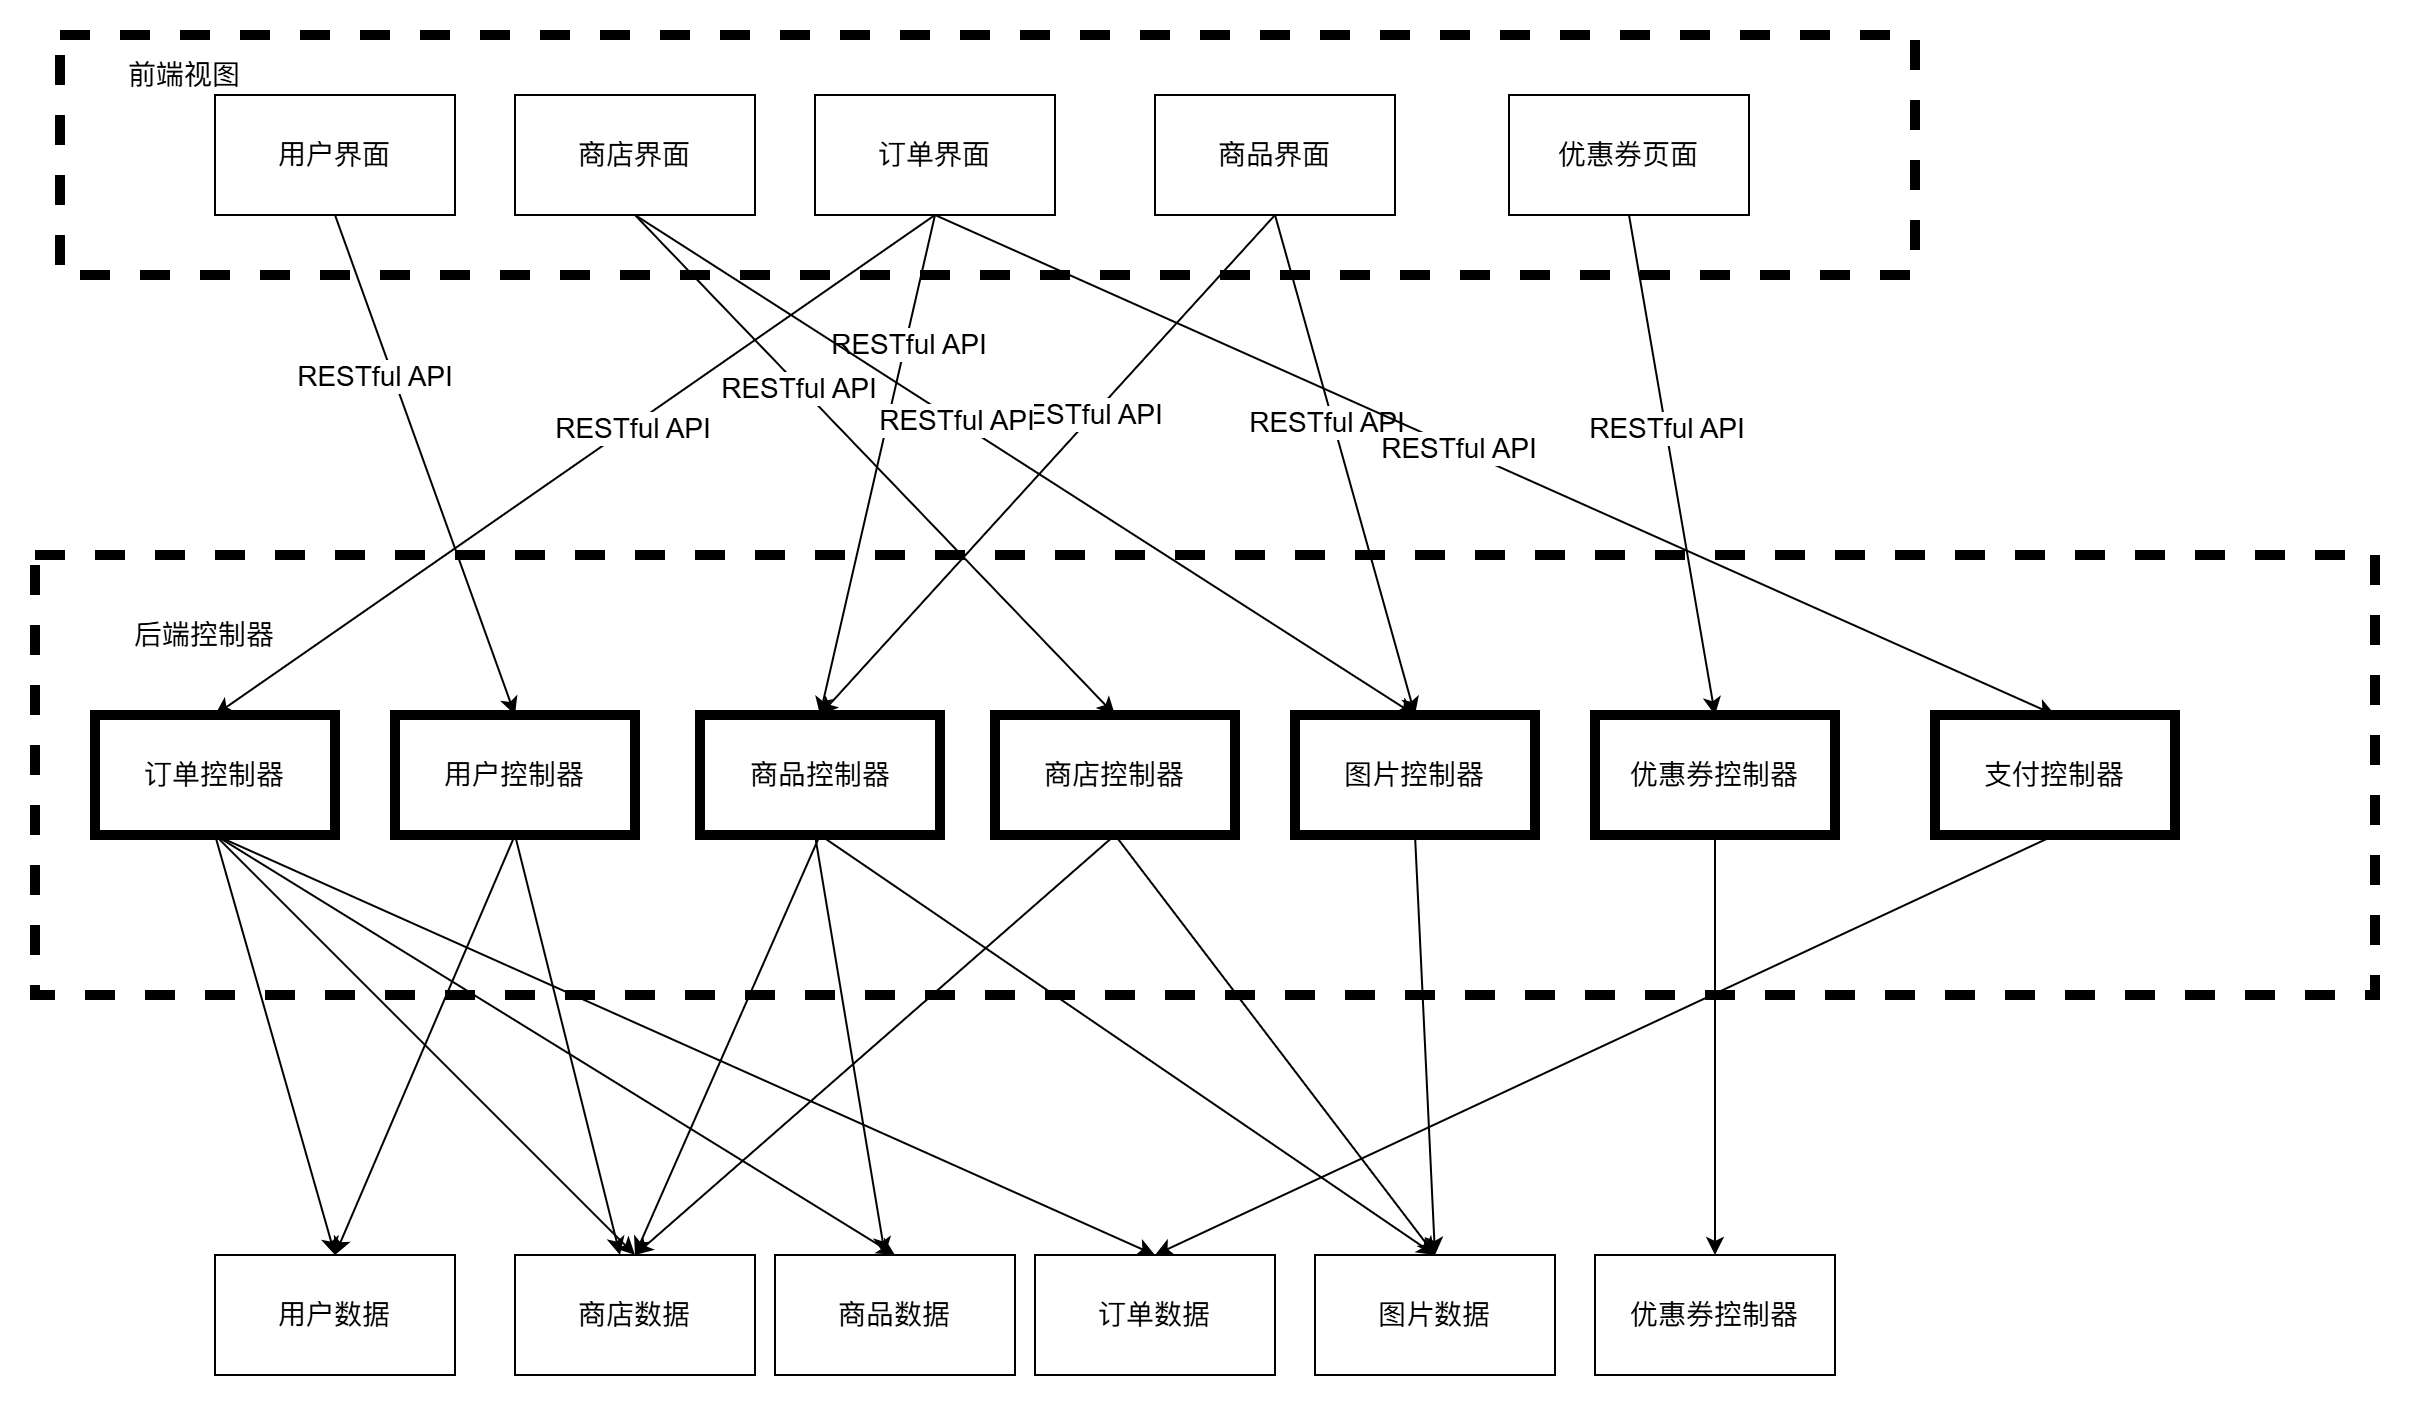 前端视图
用户界面
商店界面
订单界面
商品界面
优惠券页面
RESTful API
RESTful API
RESTful API
RESTful API
RESTful API
ESTful API
RESTful API
RESTful API
RESTful API
后端控制器
订单控制器
用户控制器
商品控制器
商店控制器
图片控制器
优惠券控制器
支付控制器
用户数据
商店数据
商品数据
订单数据
图片数据
优惠券控制器